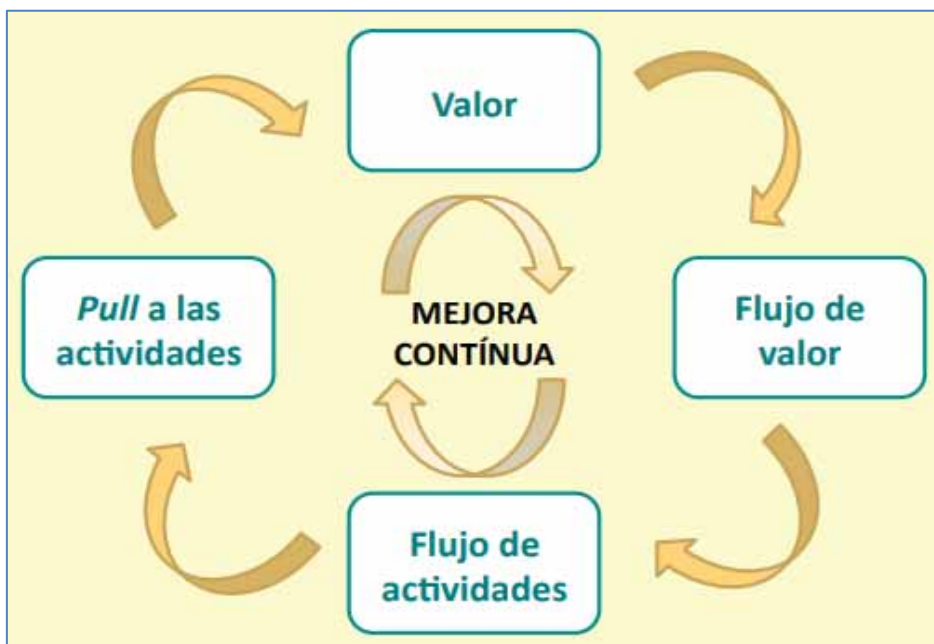 Valor
Pull a las
actividades
MEJORA
CONTÍNUA
Flujo de
valor
Flujo de
actividades